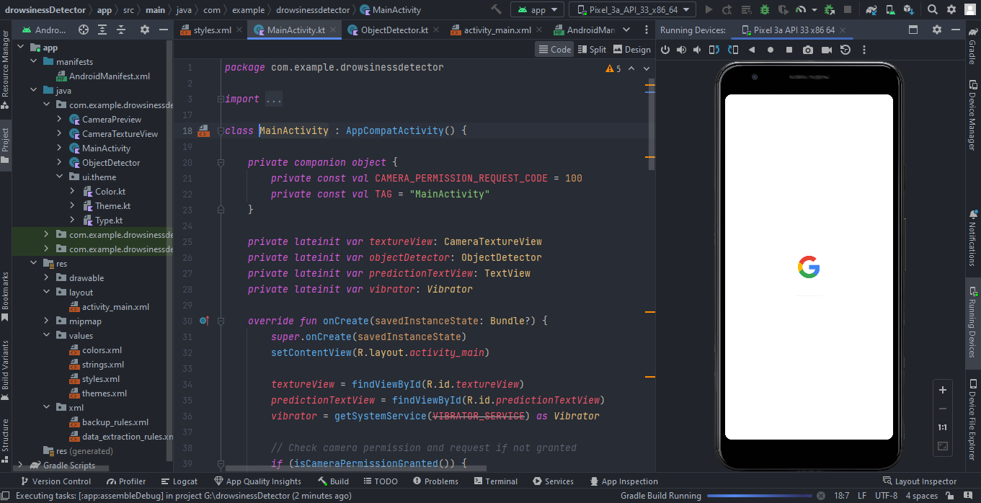 drowsinessDetector app src main java com example drowsinessdetector MainActivity app Pixel_3a_API_33_x86_64
Andro... styles.xml MainActivity.kt ObjectDetector.kt activity_main.xml AndroidMan Running Devices: Pixel 3a API 33 x86 64
Code Split Design
Resource Manager
Project
Bookmarks
Build Variants
Structure
app
manifests
AndroidManifest.xml
java
com.example.drowsinessde
CameraPreview
CameraTextureView
MainActivity
ObjectDetector
ui.theme
Color.kt
Theme.kt
Type.kt
com.example.drowsinessde
com.example.drowsinessde
res
drawable
layout
activity_main.xml
mipmap
values
colors.xml
strings.xml
styles.xml
themes.xml
xml
backup_rules.xml
data_extraction_rules.xm
res (generated)
Gradle Scripts
5
1 package com.example.drowsinessdetector
2
3 import ...
17
18 class MainActivity : AppCompatActivity() {
19
20 private companion object {
21 private const val CAMERA_PERMISSION_REQUEST_CODE = 100
22 private const val TAG = "MainActivity"
23 }
24
25 private lateinit var textureView: CameraTextureView
26 private lateinit var objectDetector: ObjectDetector
27 private lateinit var predictionTextView: TextView
28 private lateinit var vibrator: Vibrator
29
30 override fun onCreate(savedInstanceState: Bundle?) {
31 super.onCreate(savedInstanceState)
32 setContentView(R.layout.activity_main)
33
34 textureView = findViewById(R.id.textureView)
35 predictionTextView = findViewById(R.id.predictionTextView)
36 vibrator = getSystemService(VIBRATOR_SERVICE) as Vibrator
37
38 // Check camera permission and request if not granted
39 if (isCameraPermissionGranted()) {
G
1:1
Gradle
Device Manager
Notifications
Running Devices
Device File Explorer
Version Control Profiler Logcat App Quality Insights Build TODO Problems Terminal Services App Inspection Layout Inspector
Executing tasks: [:app:assembleDebug] in project G:\drowsinessDetector (2 minutes ago) Gradle Build Running 18:7 LF UTF-8 4 spaces